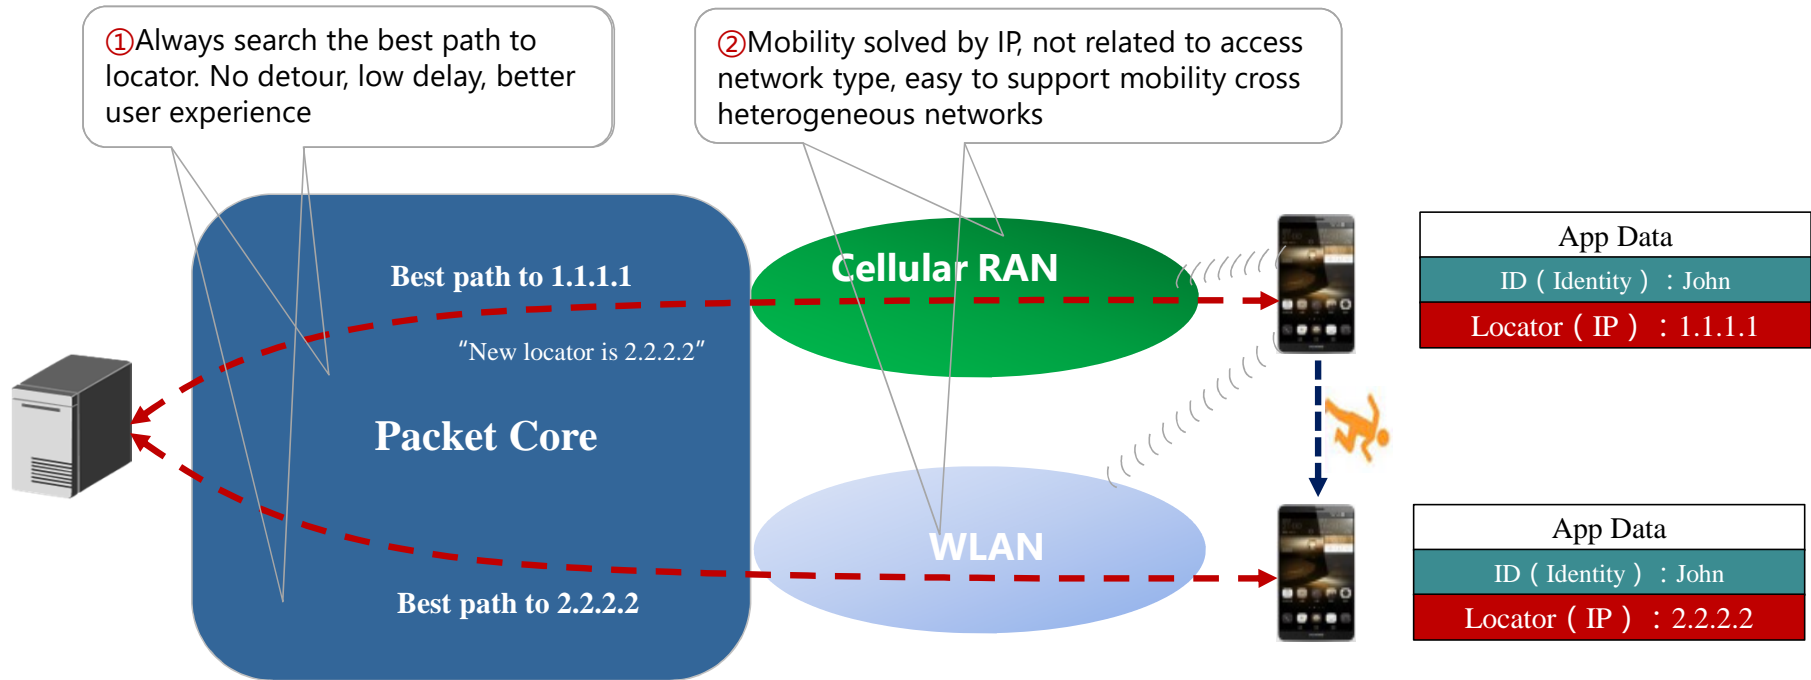 ①Always search the best path to
locator. No detour, low delay, better
user experience
②Mobility solved by IP, not related to access
network type, easy to support mobility cross
heterogeneous networks
Best path to 1.1.1.1
"New locator is 2.2.2.2"
Packet Core
Best path to 2.2.2.2
Cellular RAN
WLAN
App Data
ID ( Identity ) : John
Locator ( IP ) : 1.1.1.1
App Data
ID ( Identity ) : John
Locator ( IP ) : 2.2.2.2